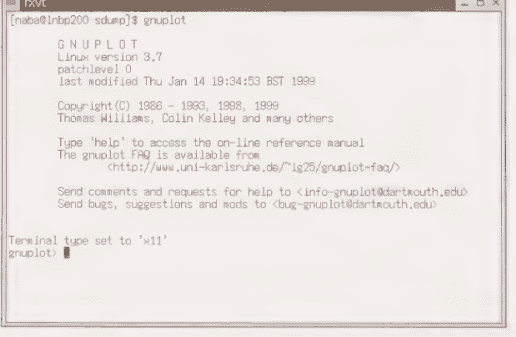 rxvt
[naba@lnbp200 sdump]$ gnuplot
G N U P L O T
Linux version 3.7
patchlevel 0
last modified Thu Jan 14 19:34:53 BST 1999
Copyright(C) 1986 - 1993, 1998, 1999
Thomas Williams, Colin Kelley and many others
Type 'help' to access the on-line reference manual
The gnuplot FAQ is available from
<http://www.uni-karlsruhe.de/~ig25/gnuplot-faq/>
Send comments and requests for help to <info-gnuplot@dartmouth.edu>
Send bugs, suggestions and mods to <bug-gnuplot@dartmouth.edu>
Terminal type set to 'x11'
gnuplot>